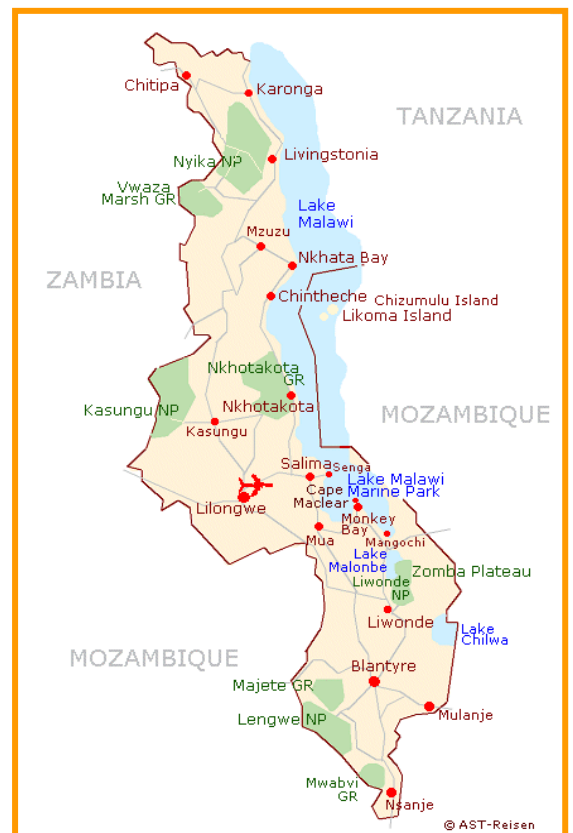 Chitipa
Karonga
TANZANIA
Nyika NP
Livingstonia
Vwaza
Marsh GR
Lake
Malawi
Mzuzu
Nkhata Bay
ZAMBIA
Chintheche
Chizumulu Island
Likoma Island
Nkhotakota
GR
Kasungu NP
Nkhotakota
MOZAMBIQUE
Kasungu
Salima
Senga
Lake Malawi
Marine Park
Cape
Maclear
Lilongwe
Monkey
Bay
Mua
Mangochi
Lake
Malonbe
Zomba Plateau
Liwonde
NP
Liwonde
Lake
Chilwa
MOZAMBIQUE
Blantyre
Majete GR
Lengwe NP
Mulanje
Mwabvi
GR
Nsanje
© AST-Reisen